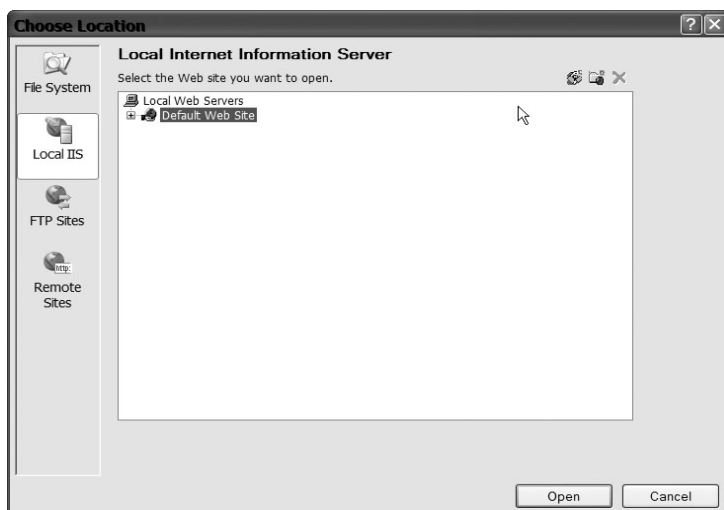 Choose Location
Local Internet Information Server
Select the Web site you want to open.
File System
Local IIS
FTP Sites
http:
Remote
Sites
Local Web Servers
Default Web Site
Open
Cancel